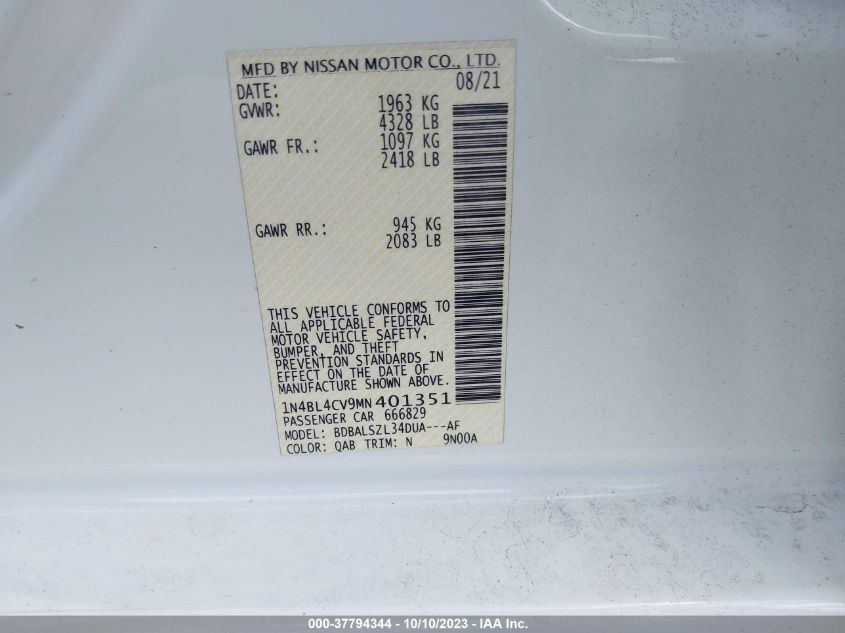 MFD BY NISSAN MOTOR CO., LTD.
DATE: 08/21
GVWR: 1963 KG
4328 LB
GAWR FR.: 1097 KG
2418 LB
GAWR RR.: 945 KG
2083 LB
THIS VEHICLE CONFORMS TO
ALL APPLICABLE FEDERAL
MOTOR VEHICLE SAFETY,
BUMPER, AND THEFT
PREVENTION STANDARDS IN
EFFECT ON THE DATE OF
MANUFACTURE SHOWN ABOVE.
1N4BL4CV9MN401351
PASSENGER CAR 666829
MODEL: BDBALSZL34DUA---AF
COLOR: QAB TRIM: N 9N00A
000-37794344 - 10/10/2023 - IAA Inc.